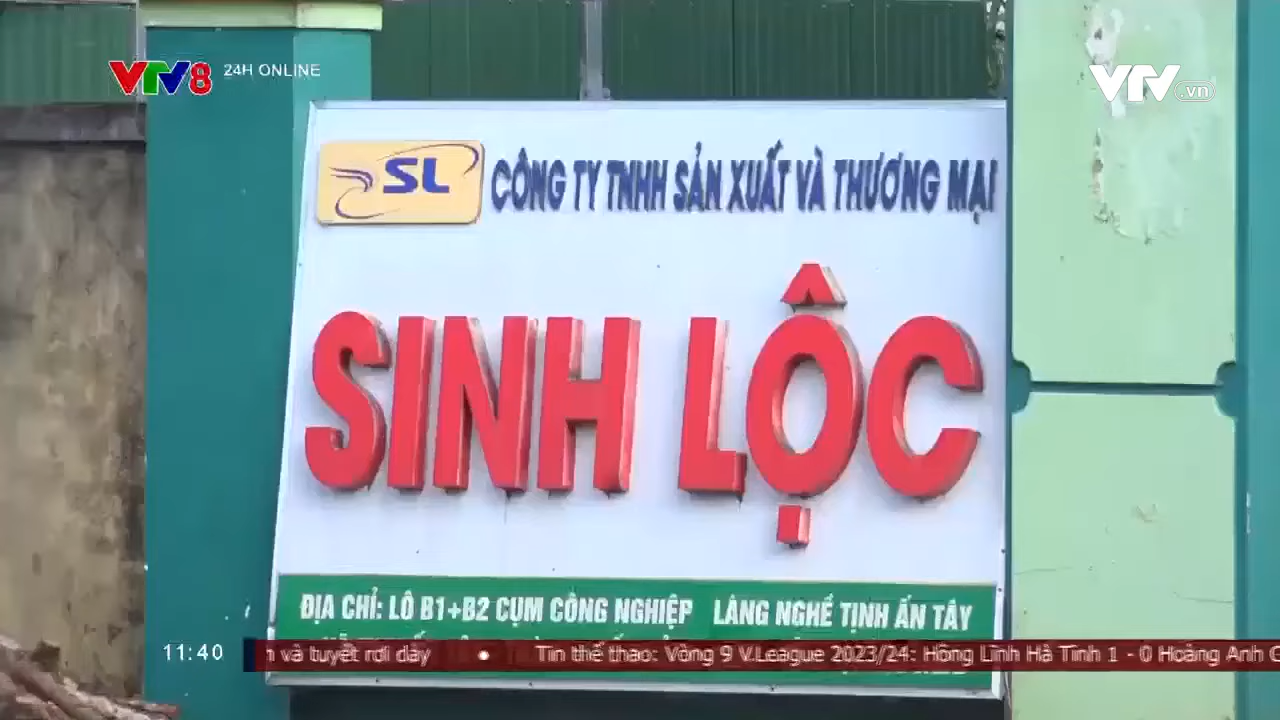 VTV8 24H ONLINE
VTV.vn
SL CÔNG TY TNHH SẢN XUẤT VÀ THƯƠNG MẠI
SINH LỘC
ĐỊA CHỈ: LÔ B1+B2 CỤM CÔNG NGHIỆP LÀNG NGHỀ TỊNH ẤN TÂY
11:40 và tuyết rơi dày • Tin thể thao: Vòng 9 V.League 2023/24: Hồng Lĩnh Hà Tĩnh 1 - 0 Hoàng Anh G